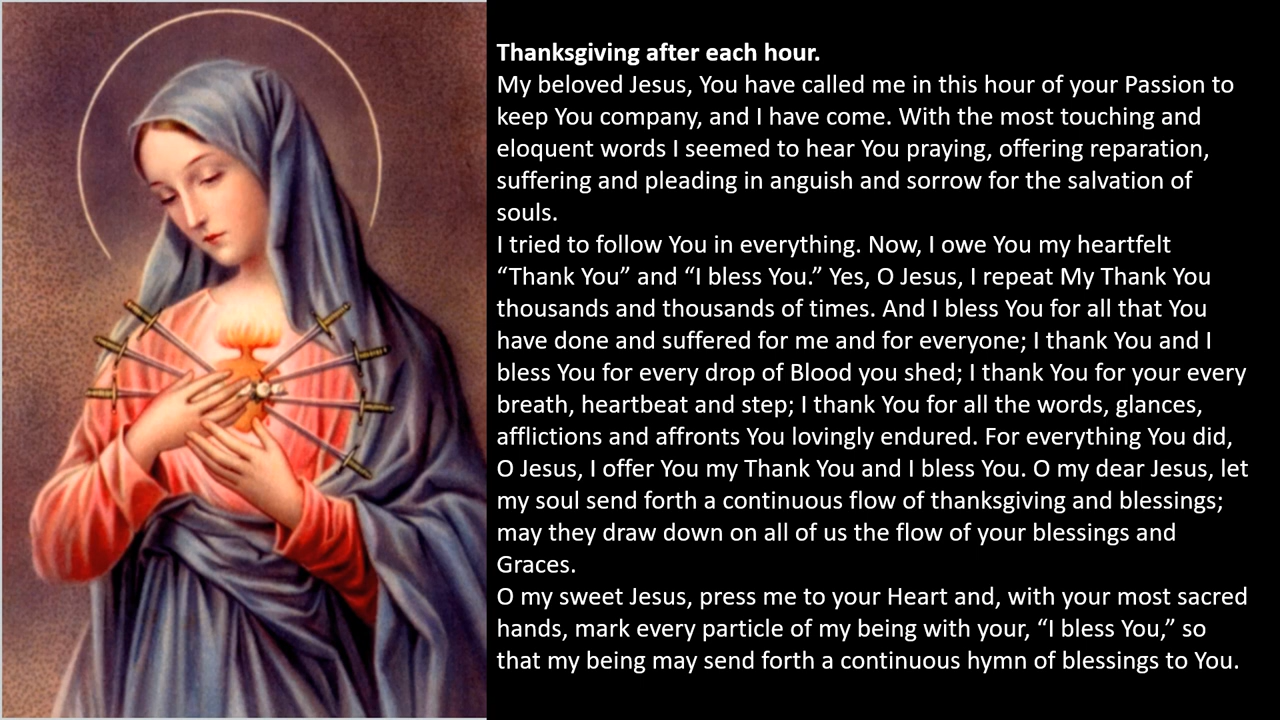 Thanksgiving after each hour.
My beloved Jesus, You have called me in this hour of your Passion to
keep You company, and I have come. With the most touching and
eloquent words I seemed to hear You praying, offering reparation,
suffering and pleading in anguish and sorrow for the salvation of
souls.
I tried to follow You in everything. Now, I owe You my heartfelt
“Thank You” and “I bless You.” Yes, O Jesus, I repeat My Thank You
thousands and thousands of times. And I bless You for all that You
have done and suffered for me and for everyone; I thank You and I
bless You for every drop of Blood you shed; I thank You for your every
breath, heartbeat and step; I thank You for all the words, glances,
afflictions and affronts You lovingly endured. For everything You did,
O Jesus, I offer You my Thank You and I bless You. O my dear Jesus, let
my soul send forth a continuous flow of thanksgiving and blessings;
may they draw down on all of us the flow of your blessings and
Graces.
O my sweet Jesus, press me to your Heart and, with your most sacred
hands, mark every particle of my being with your, “I bless You,” so
that my being may send forth a continuous hymn of blessings to You.